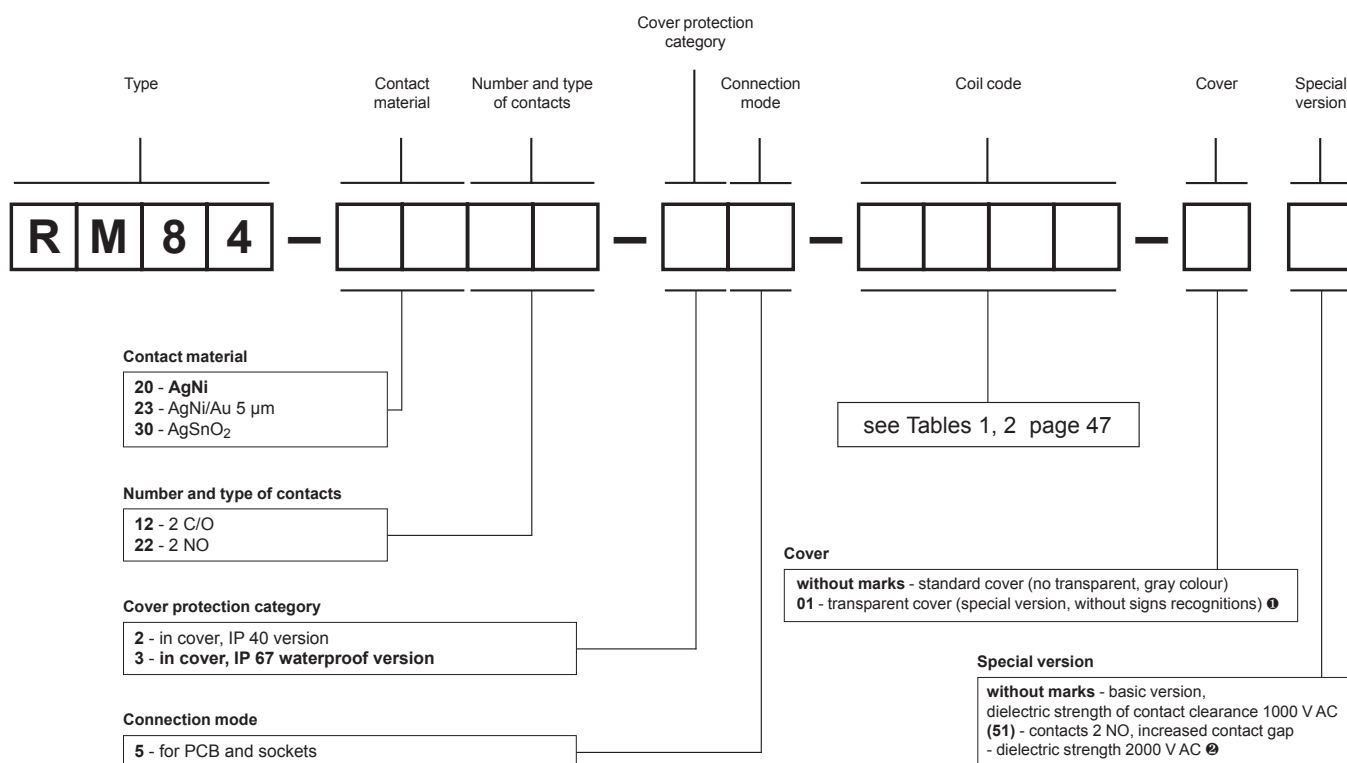 Cover protection
category
Type
Contact
material
Number and type
of contacts
Connection
mode
Coil code
Cover
Special
version
R M 8 4 – – – –
Contact material
20 - AgNi
23 - AgNi/Au 5 µm
30 - AgSnO₂
see Tables 1, 2 page 47
Number and type of contacts
12 - 2 C/O
22 - 2 NO
Cover
without marks - standard cover (no transparent, gray colour)
01 - transparent cover (special version, without signs recognitions) ❶
Cover protection category
2 - in cover, IP 40 version
3 - in cover, IP 67 waterproof version
Special version
without marks - basic version,
dielectric strength of contact clearance 1000 V AC
(51) - contacts 2 NO, increased contact gap
- dielectric strength 2000 V AC ❷
Connection mode
5 - for PCB and sockets